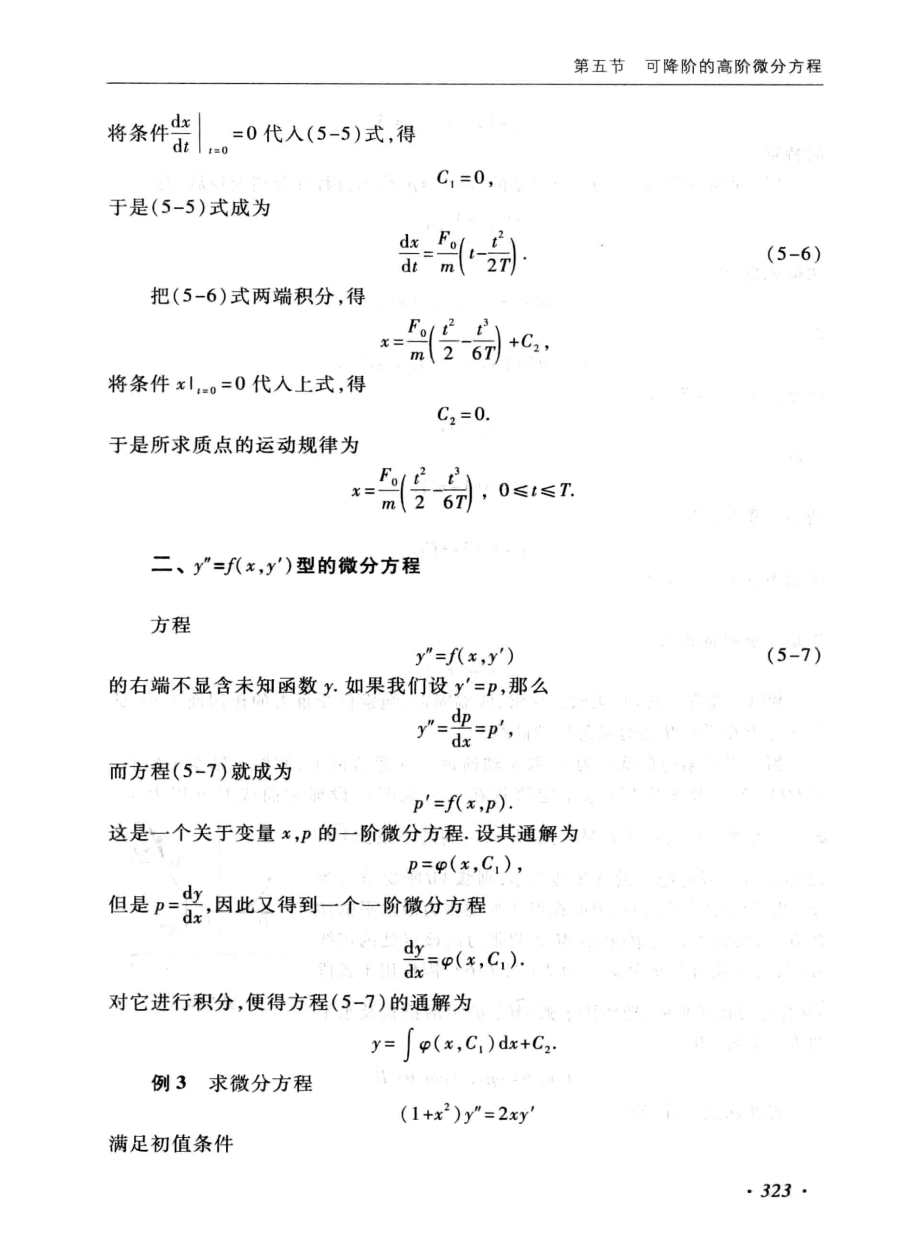 第五节 可降阶的高阶微分方程
将条件 $\left.\frac{dx}{dt}\right|_{t=0}=0$ 代入(5-5)式,得
$C_1=0,$
于是(5-5)式成为
$\frac{dx}{dt}=\frac{F_0}{m}\left(t-\frac{t^2}{2T}\right).$ (5-6)
把(5-6)式两端积分,得
$x=\frac{F_0}{m}\left(\frac{t^2}{2}-\frac{t^3}{6T}\right)+C_2,$
将条件 $x|_{t=0}=0$ 代入上式,得
$C_2=0.$
于是所求质点的运动规律为
$x=\frac{F_0}{m}\left(\frac{t^2}{2}-\frac{t^3}{6T}\right),\ 0\leqslant t\leqslant T.$
二、$y''=f(x,y')$型的微分方程
方程
$y''=f(x,y')$ (5-7)
的右端不显含未知函数 $y$. 如果我们设 $y'=p$,那么
$y''=\frac{dp}{dx}=p',$
而方程(5-7)就成为
$p'=f(x,p).$
这是一个关于变量 $x,p$ 的一阶微分方程. 设其通解为
$p=\varphi(x,C_1),$
但是 $p=\frac{dy}{dx}$,因此又得到一个一阶微分方程
$\frac{dy}{dx}=\varphi(x,C_1).$
对它进行积分,便得方程(5-7)的通解为
$y=\int\varphi(x,C_1)dx+C_2.$
例 3 求微分方程
$(1+x^2)y''=2xy'$
满足初值条件
· 323 ·